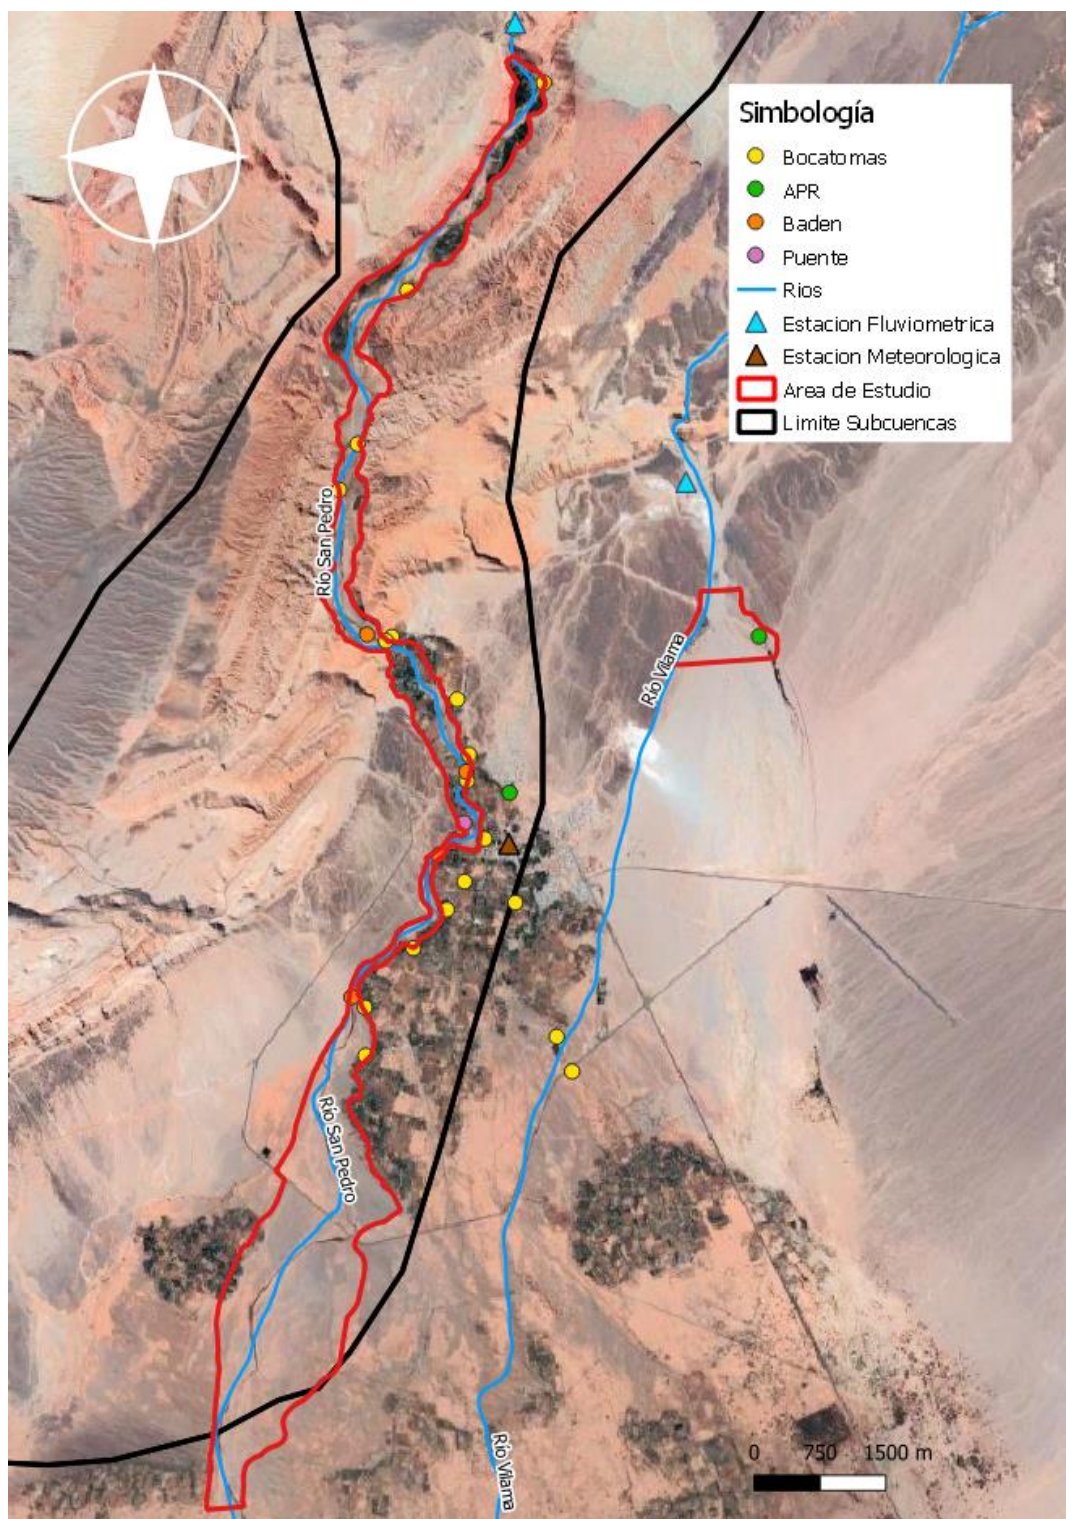 Simbología
Bocatomas
APR
Baden
Puente
Rios
Estacion Fluviometrica
Estacion Meteorologica
Area de Estudio
Limite Subcuencas
Río San Pedro
Río Vilama
Río San Pedro
Río Vilama
0 750 1500 m